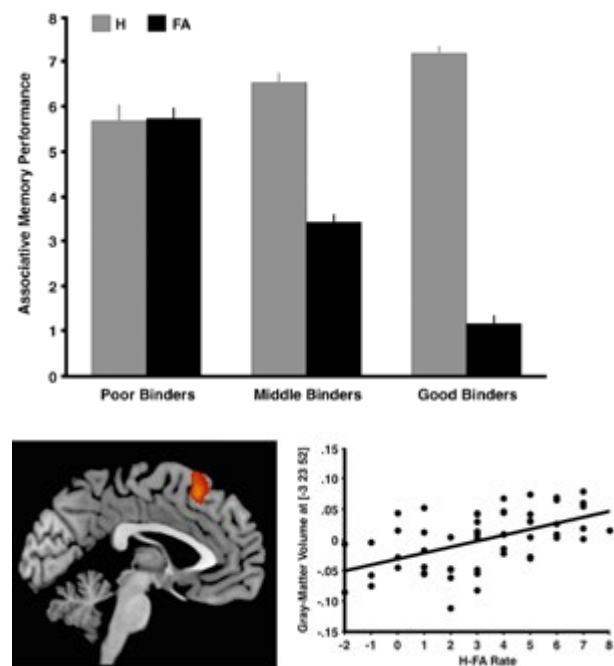 8
H FA
7
6
5
4
3
2
1
0
Associative Memory Performance
Poor Binders Middle Binders Good Binders
.15
.10
.05
0
-.05
-.100
-.15
Gray-Matter Volume at [-3 23 52]
-2 -1 0 1 2 3 4 5 6 7 8
H-FA Rate